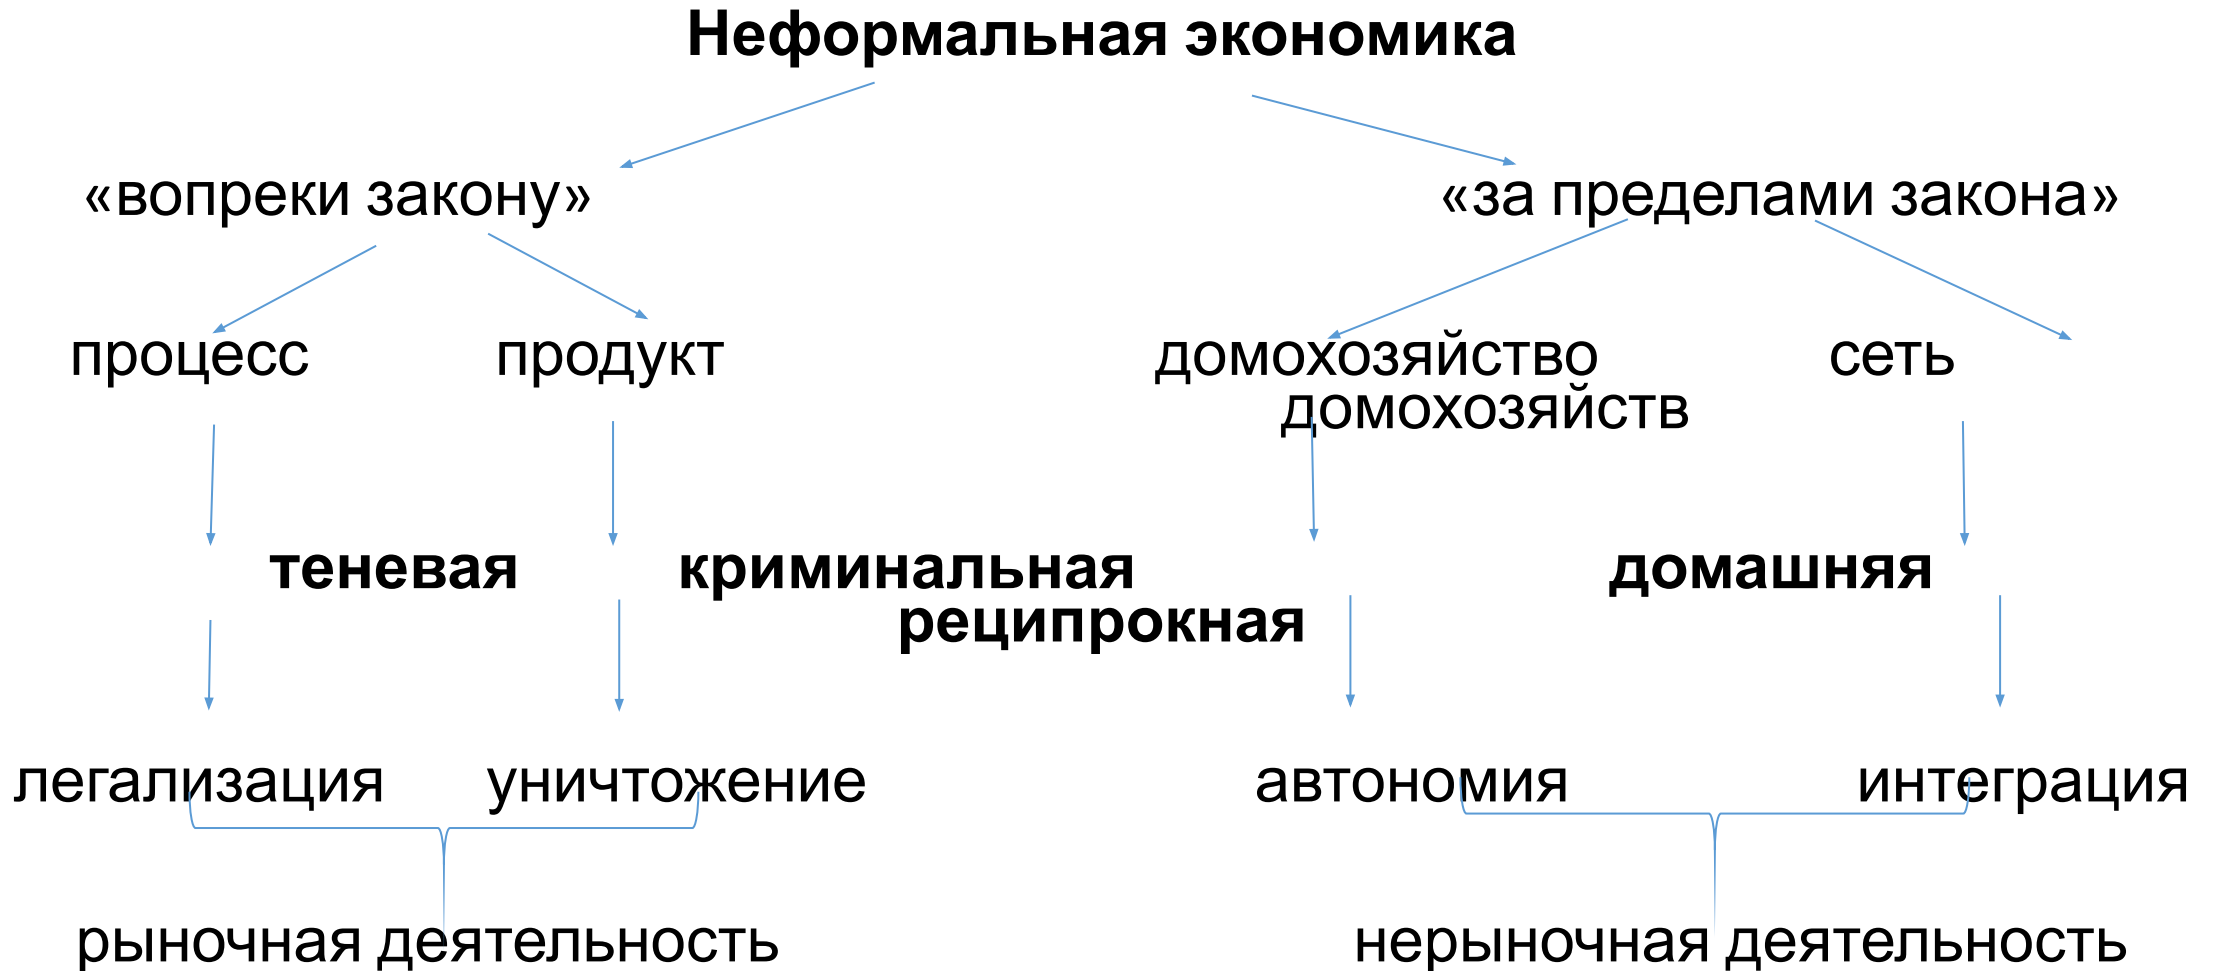 Неформальная экономика
«вопреки закону» «за пределами закона»
процесс продукт домохозяйство сеть
домохозяйств
теневая криминальная домашняя
реципрокная
легализация уничтожение автономия интеграция
рыночная деятельность нерыночная деятельность